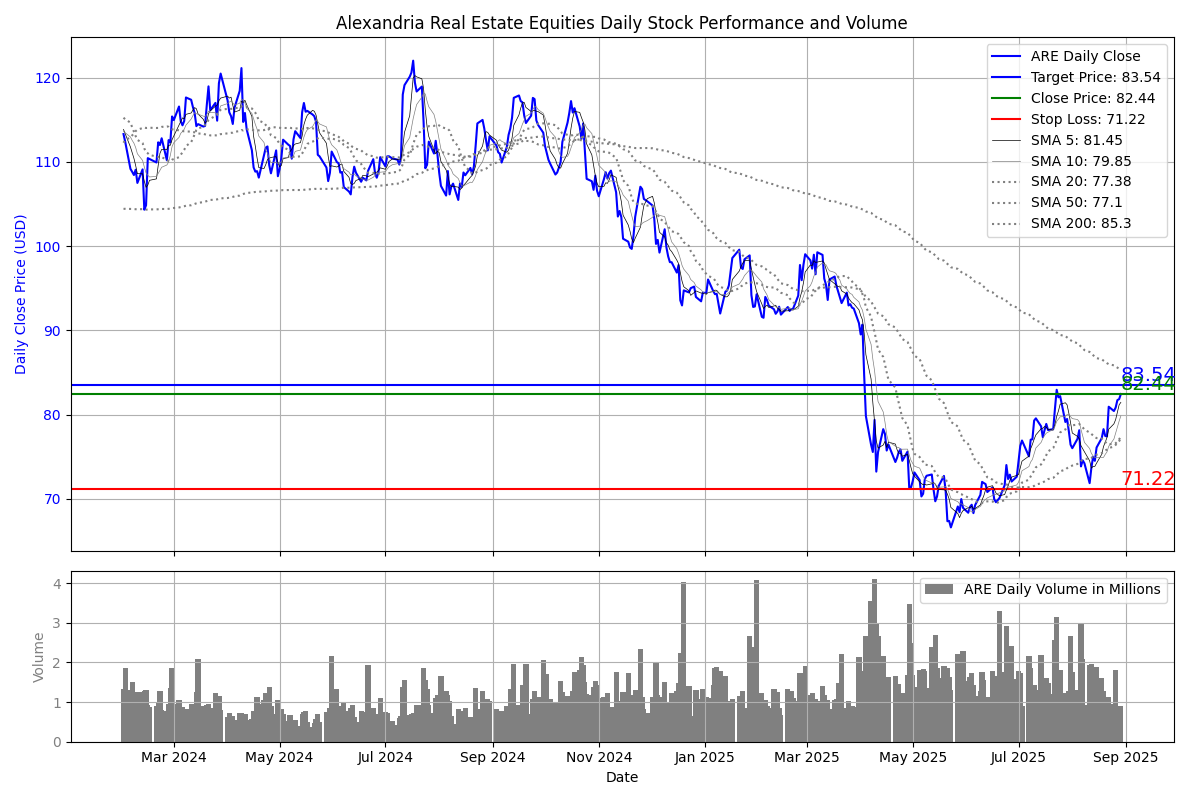 Alexandria Real Estate Equities Daily Stock Performance and Volume
Daily Close Price (USD)
120
110
100
90
80
70
ARE Daily Close
Target Price: 83.54
Close Price: 82.44
Stop Loss: 71.22
SMA 5: 81.45
SMA 10: 79.85
SMA 20: 77.38
SMA 50: 77.1
SMA 200: 85.3
83.54
82.44
71.22
Volume
4
3
2
1
0
ARE Daily Volume in Millions
Mar 2024 May 2024 Jul 2024 Sep 2024 Nov 2024 Jan 2025 Mar 2025 May 2025 Jul 2025 Sep 2025
Date